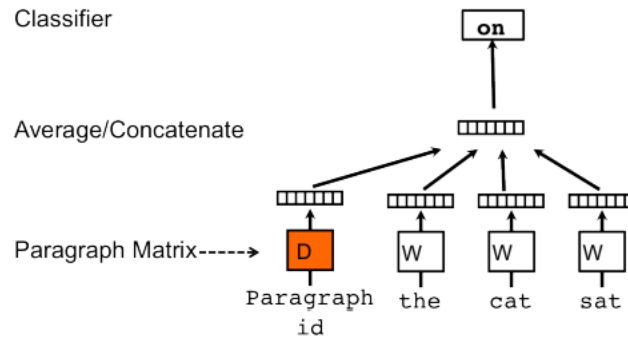 Classifier
on
Average/Concatenate
Paragraph Matrix
D
W
W
W
Paragraph
id
the
cat
sat